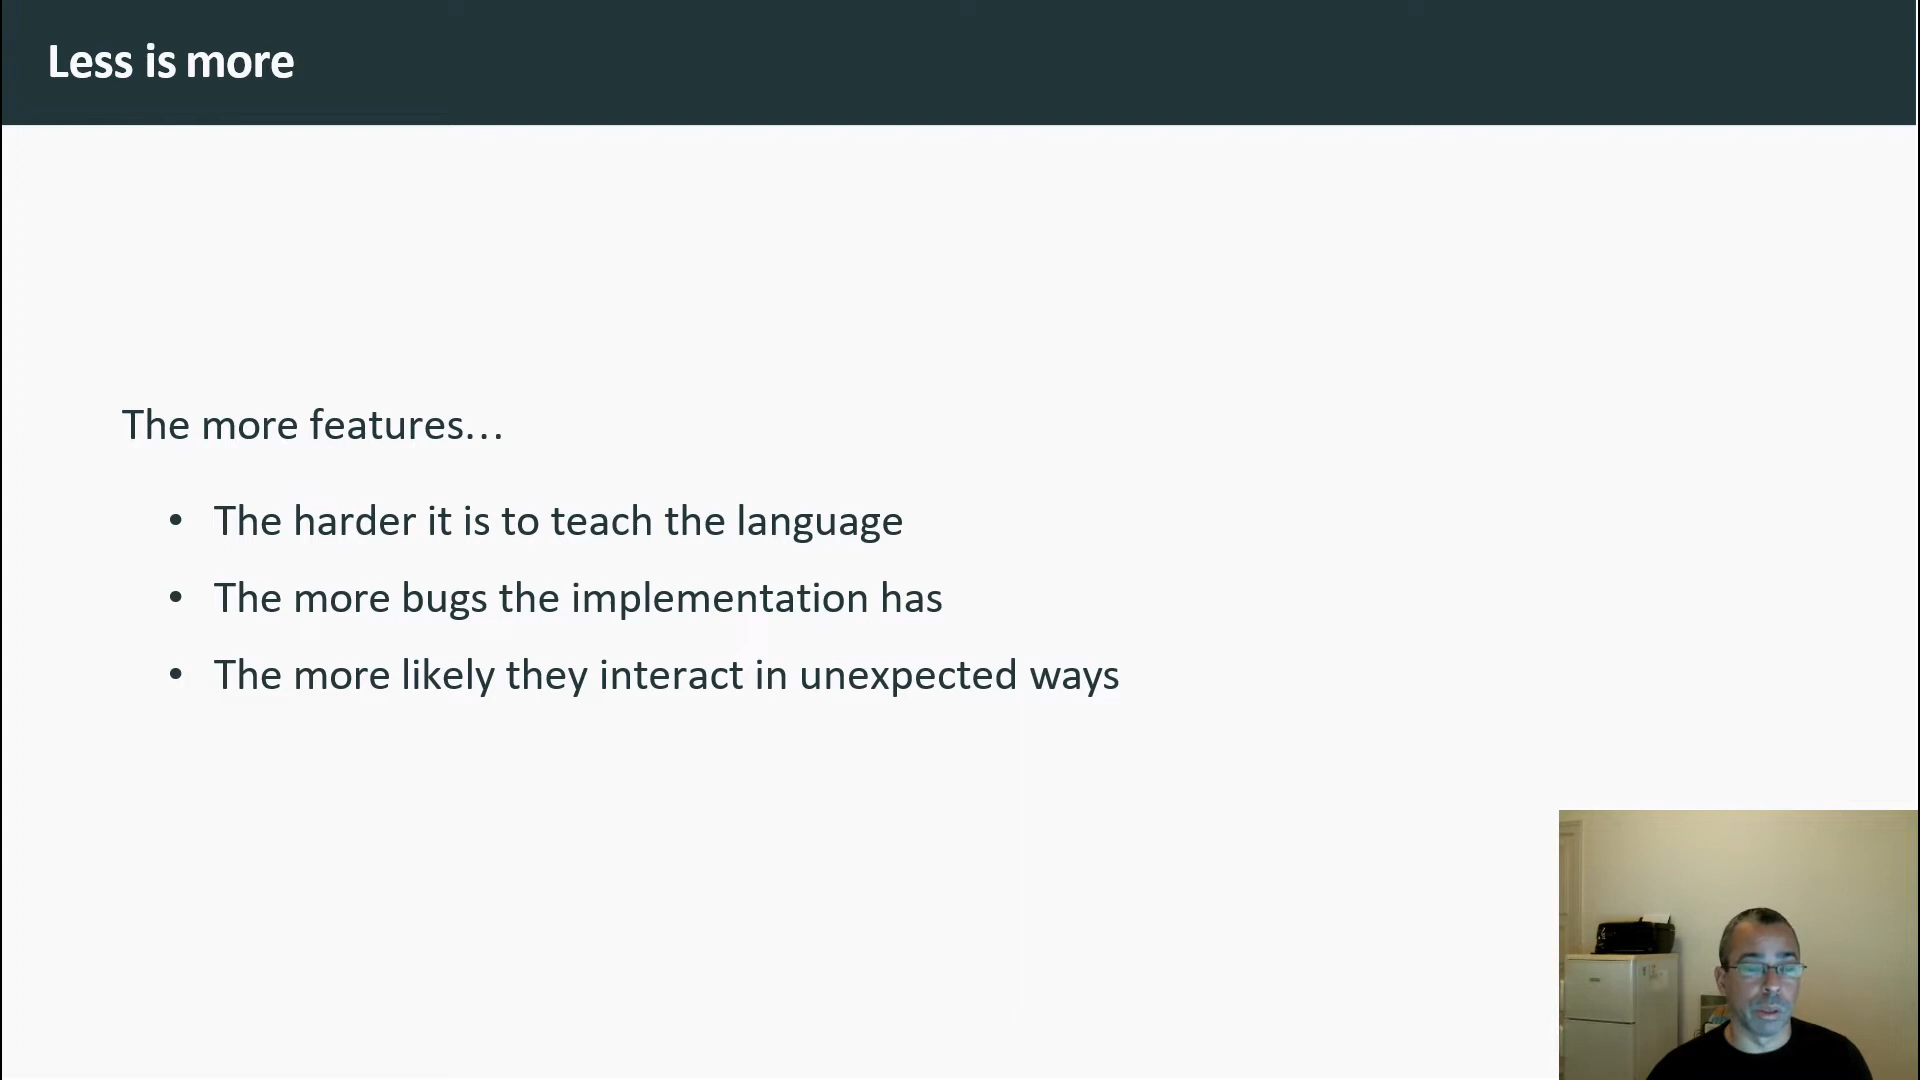 Less is more
The more features…
• The harder it is to teach the language
• The more bugs the implementation has
• The more likely they interact in unexpected ways